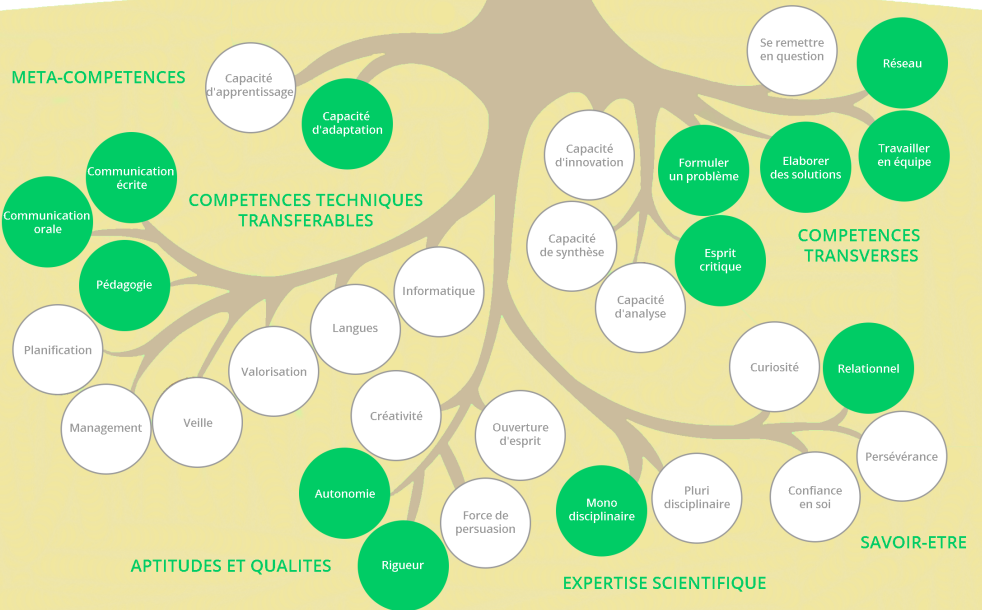 META-COMPETENCES
Capacité
d'apprentissage
Capacité
d'adaptation
Communication
écrite
Communication
orale
Pédagogie
COMPETENCES TECHNIQUES
TRANSFERABLES
Planification
Management
Veille
Valorisation
Langues
Informatique
Créativité
Autonomie
Rigueur
Force de
persuasion
Ouverture
d'esprit
APTITUDES ET QUALITES
Mono
disciplinaire
Pluri
disciplinaire
EXPERTISE SCIENTIFIQUE
Se remettre
en question
Réseau
Travailler
en équipe
Elaborer
des solutions
Formuler
un problème
Capacité
d'innovation
Capacité
de synthèse
Esprit
critique
Capacité
d'analyse
COMPETENCES
TRANSVERSES
Curiosité
Relationnel
Persévérance
Confiance
en soi
SAVOIR-ETRE